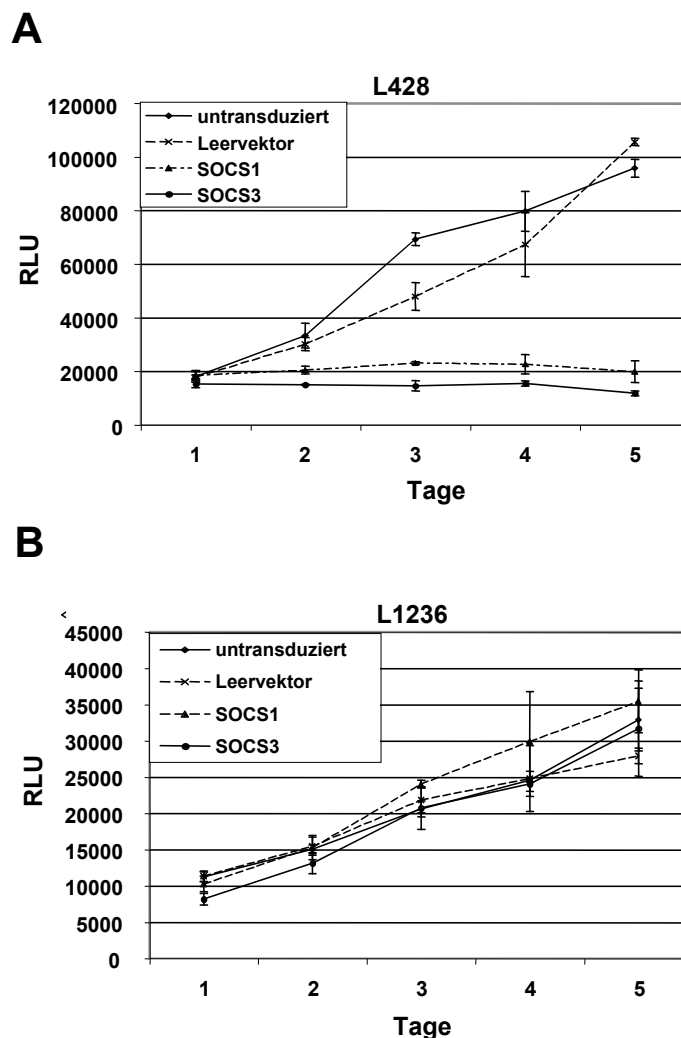 A
L428
120000
100000
80000
60000
40000
20000
0
RLU
untransduziert
Leervektor
SOCS1
SOCS3
1 2 3 4 5
Tage
B
<
L1236
45000
40000
35000
30000
25000
20000
15000
10000
5000
0
RLU
untransduziert
Leervektor
SOCS1
SOCS3
1 2 3 4 5
Tage